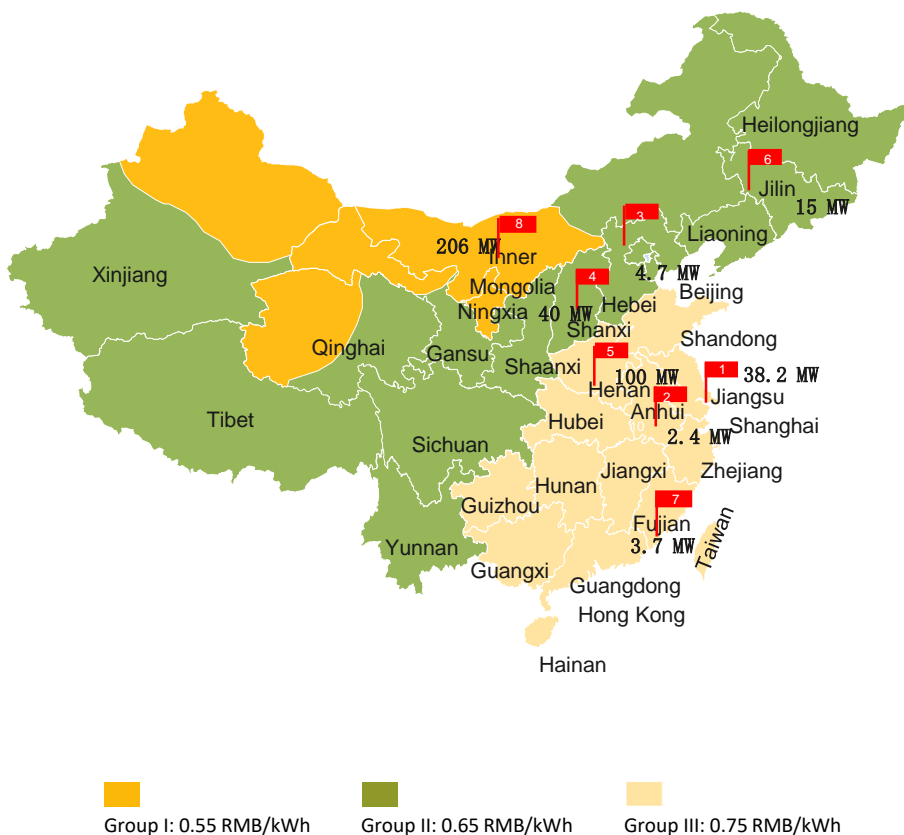 Heilongjiang
6
Jilin
15 MW
3
8
Liaoning
206 MW
Inner
Xinjiang
4
4.7 MW
Mongolia
Beijing
Ningxia
40 MW
Hebei
Shanxi
Shandong
Qinghai
Gansu
5
Shaanxi
1
38.2 MW
100 MW
Henan
2
Jiangsu
Tibet
Anhui
Hubei
Shanghai
2.4 MW
Sichuan
Jiangxi
Zhejiang
Hunan
Guizhou
7
Fujian
Taiwan
Yunnan
3.7 MW
Guangxi
Guangdong
Hong Kong
Hainan
Group I: 0.55 RMB/kWh
Group II: 0.65 RMB/kWh
Group III: 0.75 RMB/kWh